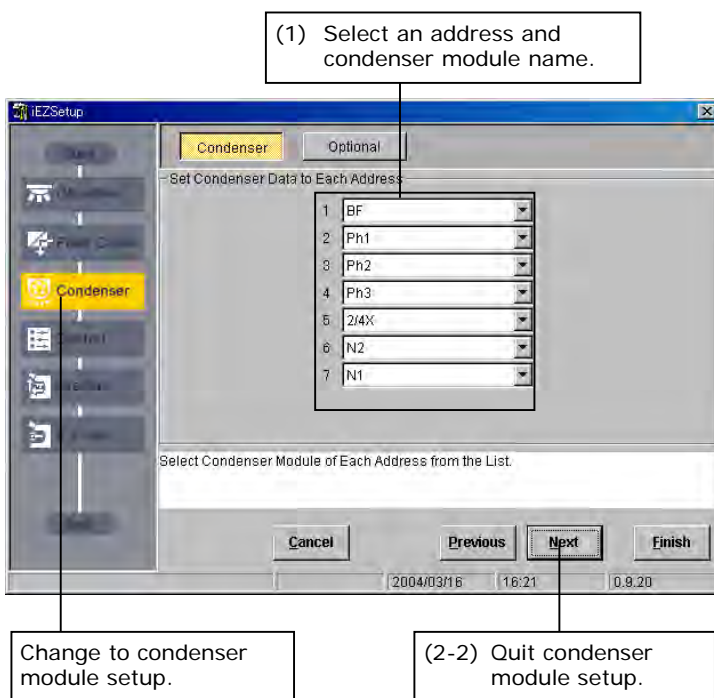 (1) Select an address and
condenser module name.
iEZSetup
Condenser
Optional
Set Condenser Data to Each Address
1 BF
2 Ph1
3 Ph2
4 Ph3
5 2/4X
6 N2
7 N1
Condenser
Select Condenser Module of Each Address from the List.
Cancel
Previous
Next
Finish
2004/03/16
16:21
0.9.20
Change to condenser
module setup.
(2-2) Quit condenser
module setup.